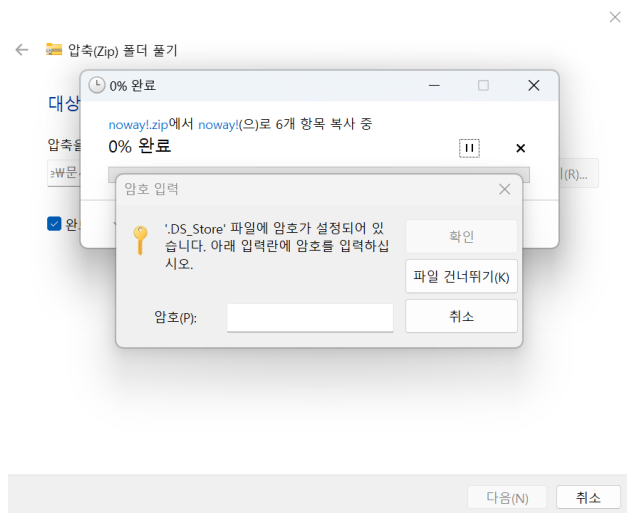 압축(Zip) 폴더 풀기
0% 완료
대상
noway!.zip에서 noway!(으)로 6개 항목 복사 중
압축을
0% 완료
e₩문
(R)...
암호 입력
완
'.DS_Store' 파일에 암호가 설정되어 있
습니다. 아래 입력란에 암호를 입력하십
시오.
확인
파일 건너뛰기(K)
암호(P):
취소
다음(N)
취소